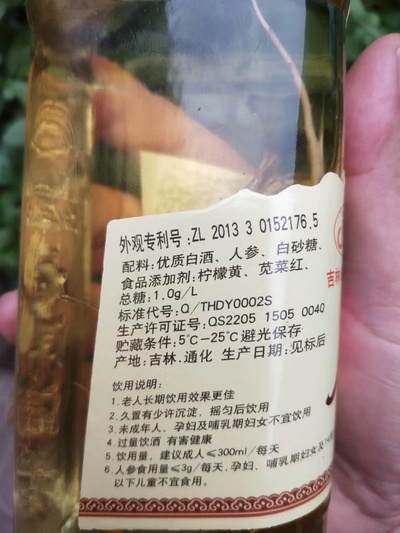 外观专利号:ZL 2013 3 0152176.5
配料:优质白酒、人参、白砂糖、
食品添加剂:柠檬黄、苋菜红、
总糖:1.0g/L
标准代号:Q/THDY0002S
生产许可证号:QS2205 1505 0040
贮藏条件:5℃-25℃避光保存
产地:吉林.通化 生产日期:见标后
饮用说明:
1.老人长期饮用效果更佳
2.久置有少许沉淀,摇匀后饮用
3.未成年人、孕妇及哺乳期妇女不宜饮用
4.过量饮酒 有害健康
5.饮用量,建议成人≤300ml/每天
6.人参食用量≤3g/每天,孕妇、哺乳期妇女及14周
以下儿童不宜食用。
吉林